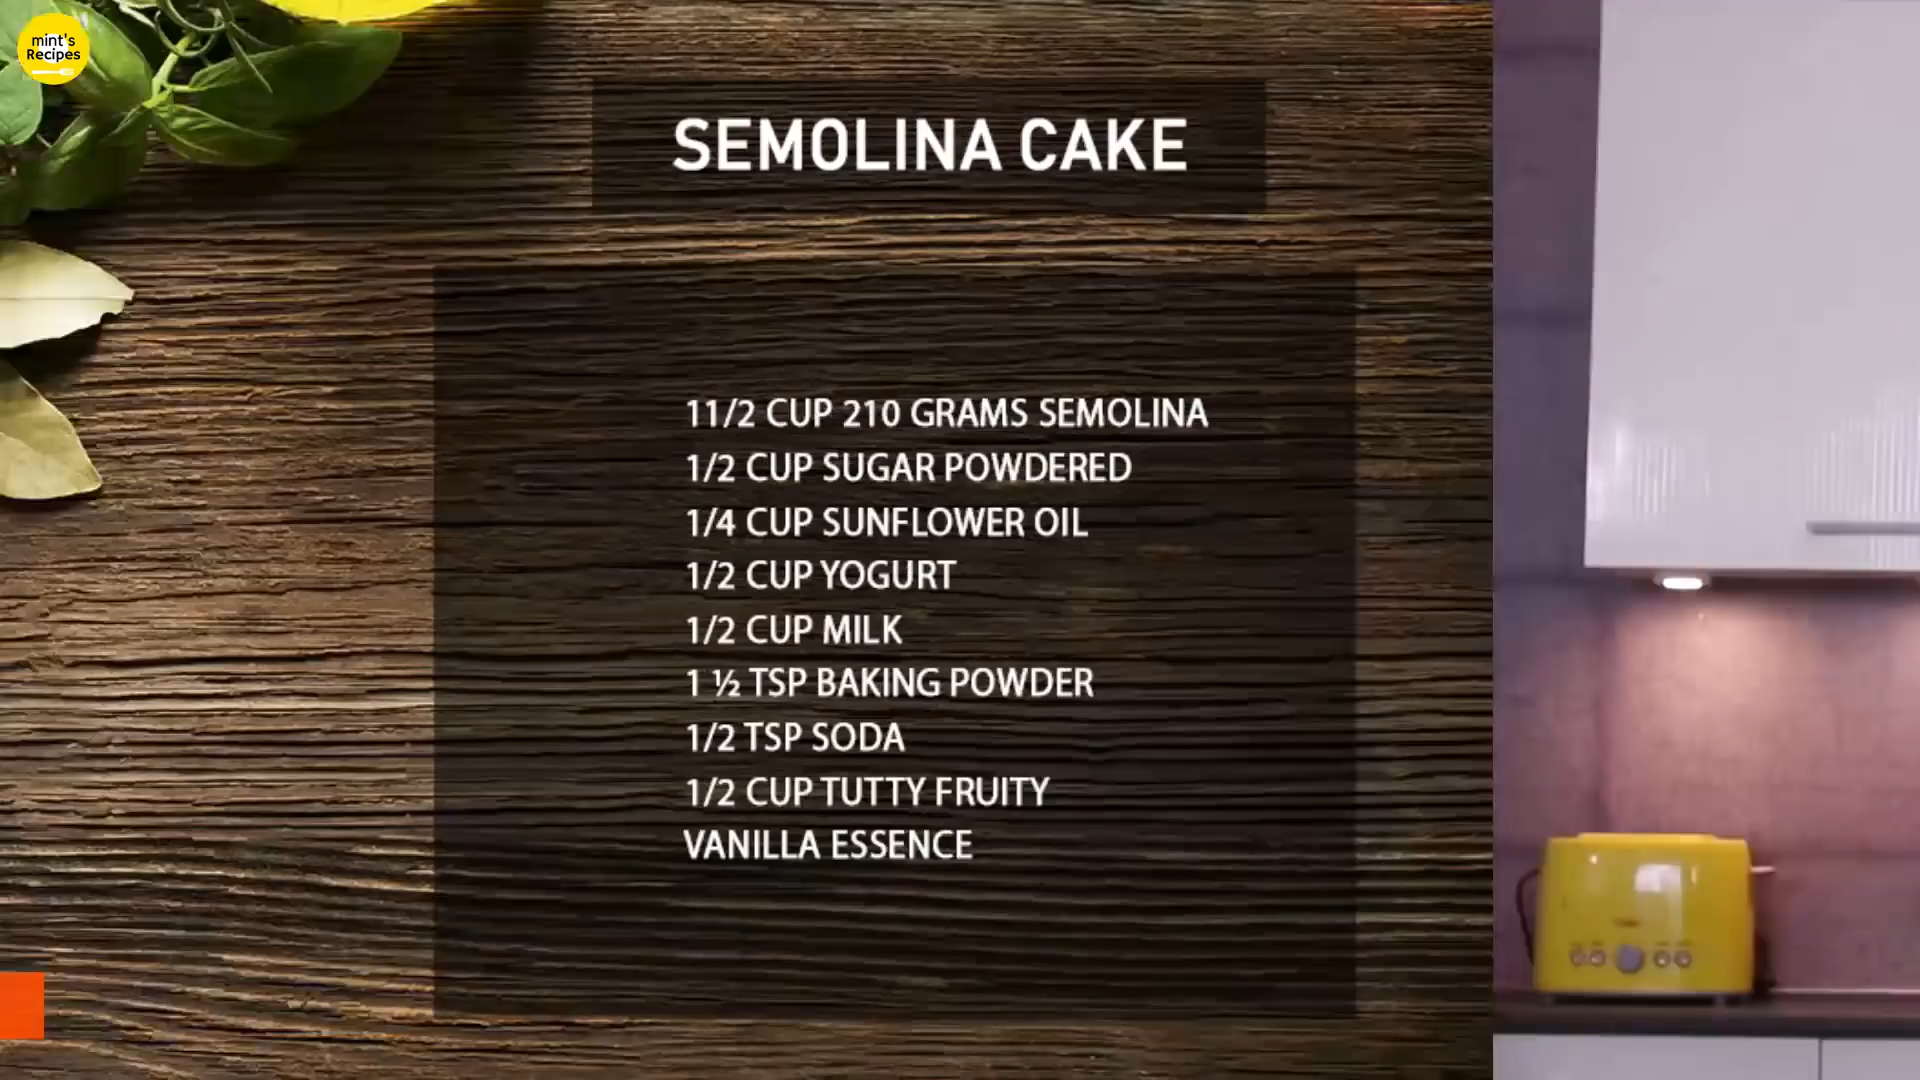 mint's
Recipes
SEMOLINA CAKE
11/2 CUP 210 GRAMS SEMOLINA
1/2 CUP SUGAR POWDERED
1/4 CUP SUNFLOWER OIL
1/2 CUP YOGURT
1/2 CUP MILK
1 ½ TSP BAKING POWDER
1/2 TSP SODA
1/2 CUP TUTTY FRUITY
VANILLA ESSENCE